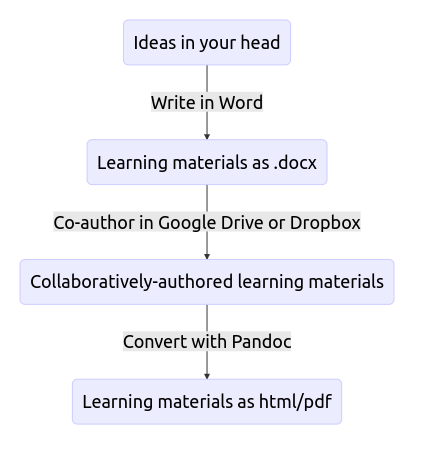 Ideas in your head
Write in Word
Learning materials as .docx
Co-author in Google Drive or Dropbox
Collaboratively-authored learning materials
Convert with Pandoc
Learning materials as html/pdf